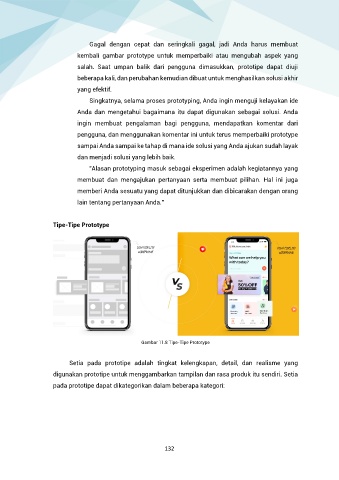 Gagal dengan cepat dan seringkali gagal, jadi Anda harus membuat
kembali gambar prototype untuk memperbaiki atau mengubah aspek yang
salah. Saat umpan balik dari pengguna dimasukkan, prototipe dapat diuji
beberapa kali, dan perubahan kemudian dibuat untuk menghasilkan solusi akhir
yang efektif.
Singkatnya, selama proses prototyping, Anda ingin menguji kelayakan ide
Anda dan mengetahui bagaimana itu dapat digunakan sebagai solusi. Anda
ingin membuat pengalaman bagi pengguna, mendapatkan komentar dari
pengguna, dan menggunakan komentar ini untuk terus memperbaiki prototype
sampai Anda sampai ke tahap di mana ide solusi yang Anda ajukan sudah layak
dan menjadi solusi yang lebih baik.
"Alasan prototyping masuk sebagai eksperimen adalah kegiatannya yang
membuat dan mengajukan pertanyaan serta membuat pilihan. Hal ini juga
memberi Anda sesuatu yang dapat ditunjukkan dan dibicarakan dengan orang
lain tentang pertanyaan Anda."
Tipe-Tipe Prototype
LOW FIDELITY
WIREFRAME
VS
HIGH FIDELITY
WIREFRAME
What can we help you
with today?
50% OFF
Gambar 11.8 Tipe-Tipe Prototype
Setia pada prototipe adalah tingkat kelengkapan, detail, dan realisme yang
digunakan prototipe untuk menggambarkan tampilan dan rasa produk itu sendiri. Setia
pada prototipe dapat dikategorikan dalam beberapa kategori:
132